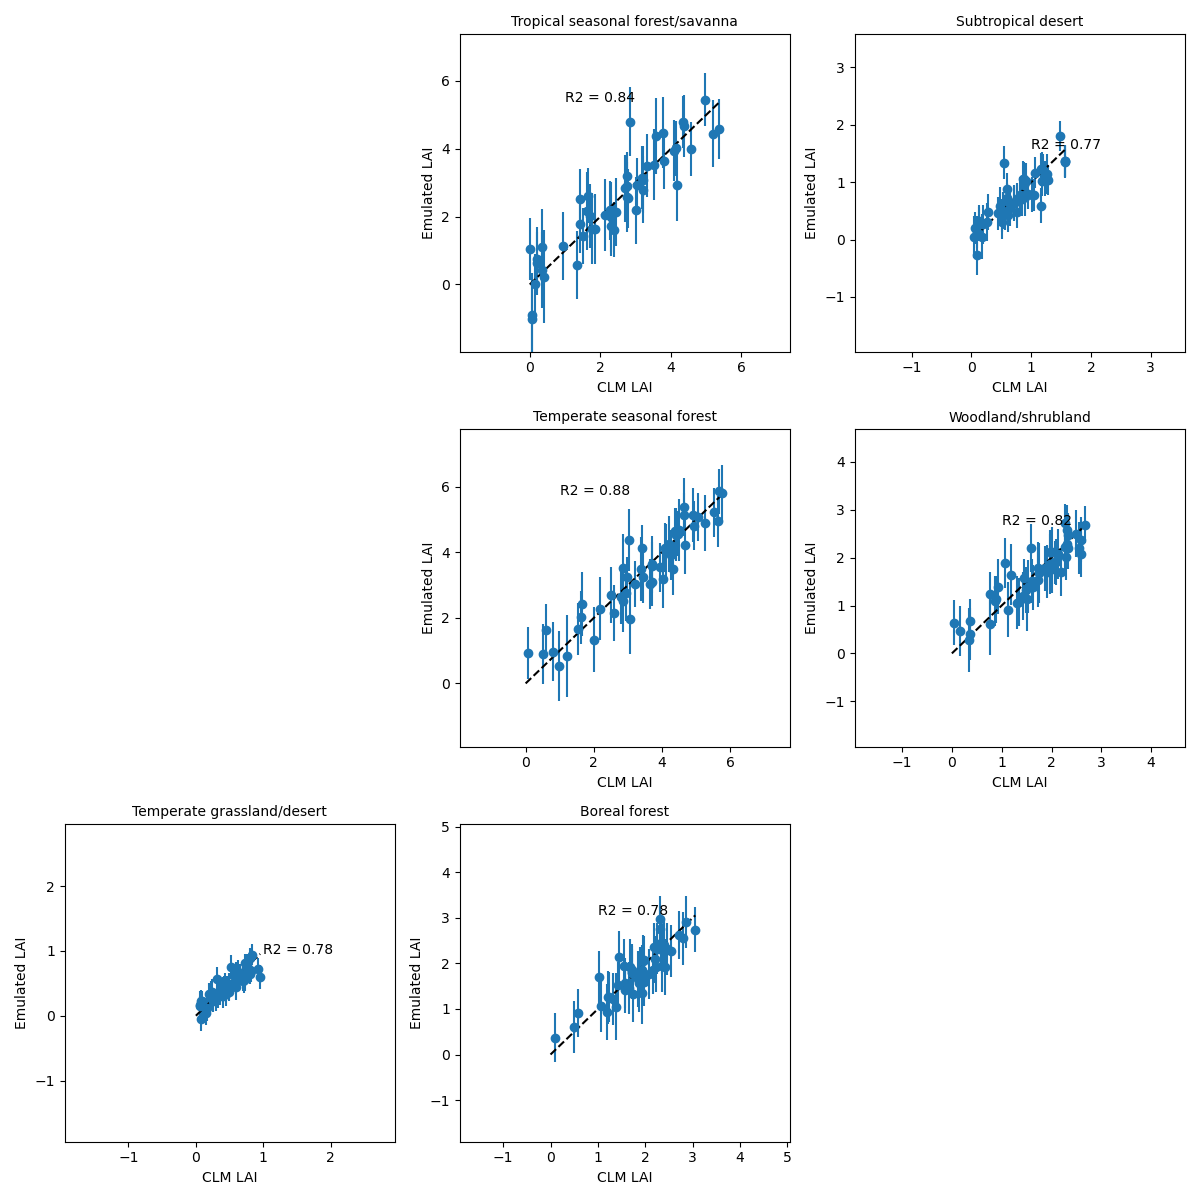 Tropical seasonal forest/savanna
6
4
2
0
R2 = 0.84
Emulated LAI
0 2 4 6
CLM LAI
Subtropical desert
3
2
1
0
−1
R2 = 0.77
Emulated LAI
−1 0 1 2 3
CLM LAI
Temperate seasonal forest
6
4
2
0
R2 = 0.88
Emulated LAI
0 2 4 6
CLM LAI
Woodland/shrubland
4
3
2
1
0
−1
R2 = 0.82
Emulated LAI
−1 0 1 2 3 4
CLM LAI
Temperate grassland/desert
2
1
0
−1
R2 = 0.78
Emulated LAI
−1 0 1 2
CLM LAI
Boreal forest
5
4
3
2
1
0
−1
R2 = 0.78
Emulated LAI
−1 0 1 2 3 4 5
CLM LAI